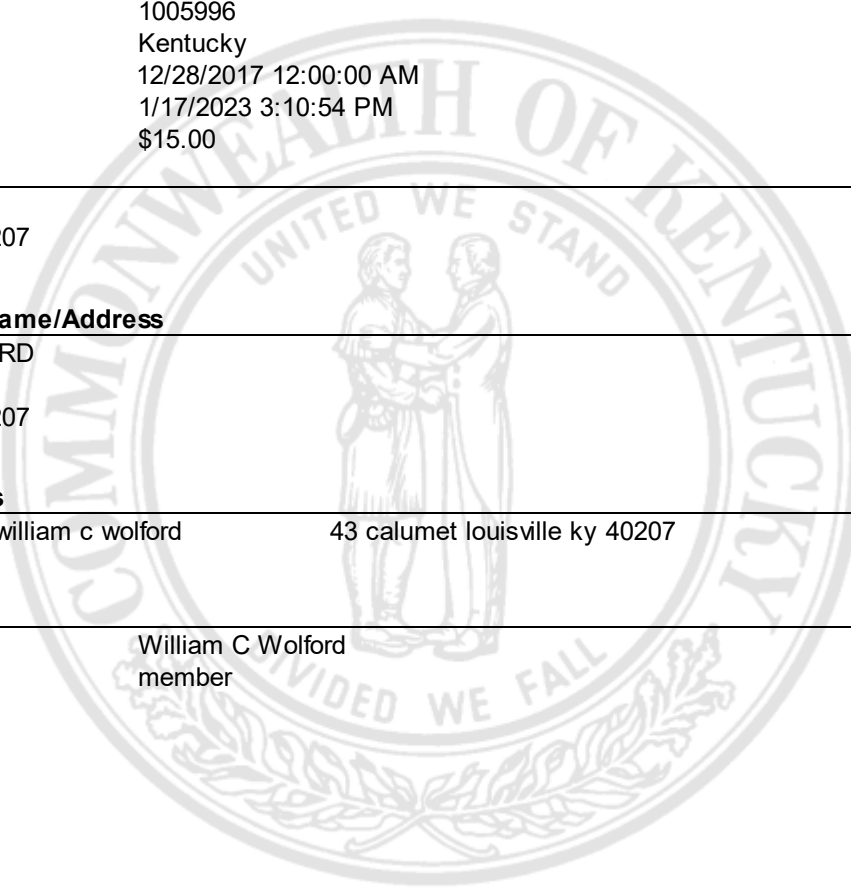 1005996
Kentucky
12/28/2017 12:00:00 AM
1/17/2023 3:10:54 PM
$15.00
207
ame/Address
RD
207
s
william c wolford 43 calumet louisville ky 40207
William C Wolford
member
COMMONWEALTH OF KENTUCKY
UNITED WE STAND
DIVIDED WE FALL